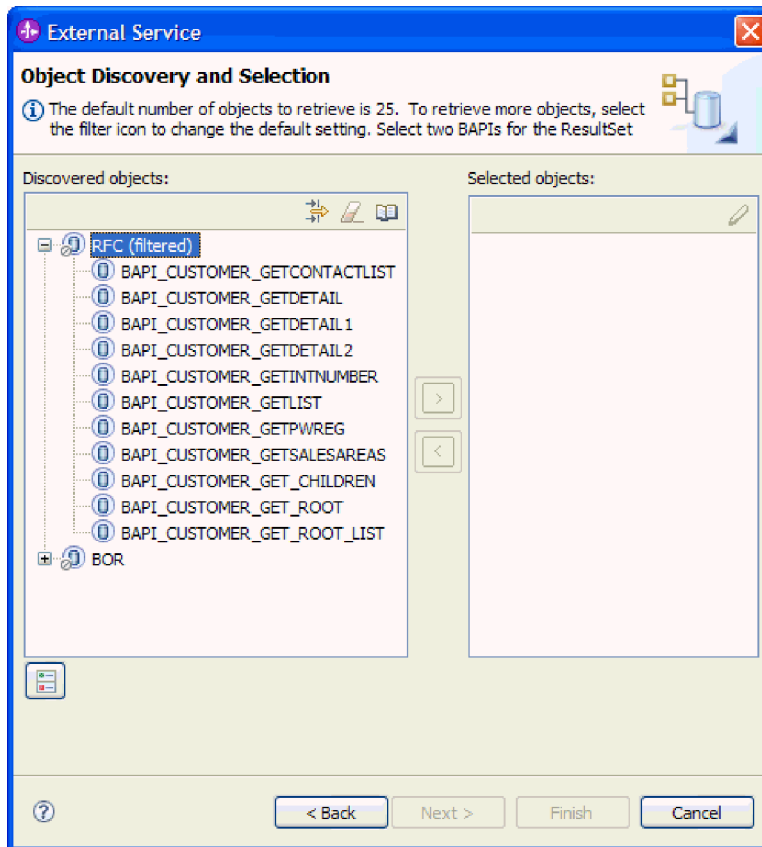 External Service
Object Discovery and Selection
The default number of objects to retrieve is 25. To retrieve more objects, select
the filter icon to change the default setting. Select two BAPIs for the ResultSet
Discovered objects:
Selected objects:
RFC (filtered)
BAPI_CUSTOMER_GETCONTACTLIST
BAPI_CUSTOMER_GETDETAIL
BAPI_CUSTOMER_GETDETAIL1
BAPI_CUSTOMER_GETDETAIL2
BAPI_CUSTOMER_GETINTNUMBER
BAPI_CUSTOMER_GETLIST
BAPI_CUSTOMER_GETPWREG
BAPI_CUSTOMER_GETSALESAREAS
BAPI_CUSTOMER_GET_CHILDREN
BAPI_CUSTOMER_GET_ROOT
BAPI_CUSTOMER_GET_ROOT_LIST
BOR
>
<
?
< Back
Next >
Finish
Cancel